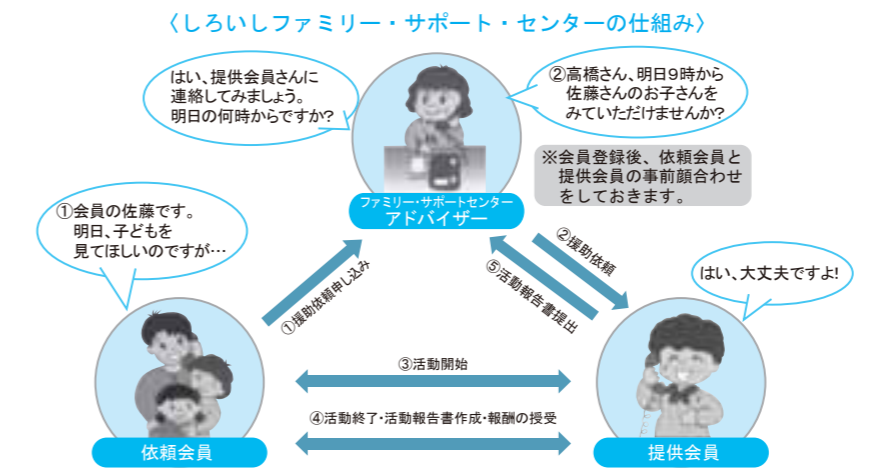 〈しろいしファミリー・サポート・センターの仕組み〉
はい、提供会員さんに
連絡してみましょう。
明日の何時からですか?
②高橋さん、明日9時から
佐藤さんのお子さんを
みていただけませんか?
※会員登録後、依頼会員と
提供会員の事前顔合わせ
をしておきます。
ファミリー・サポートセンター
アドバイザー
①会員の佐藤です。
明日、子どもを
見てほしいのですが…
①援助依頼申し込み
②援助依頼
⑤活動報告書提出
はい、大丈夫ですよ!
③活動開始
④活動終了・活動報告書作成・報酬の授受
依頼会員
提供会員